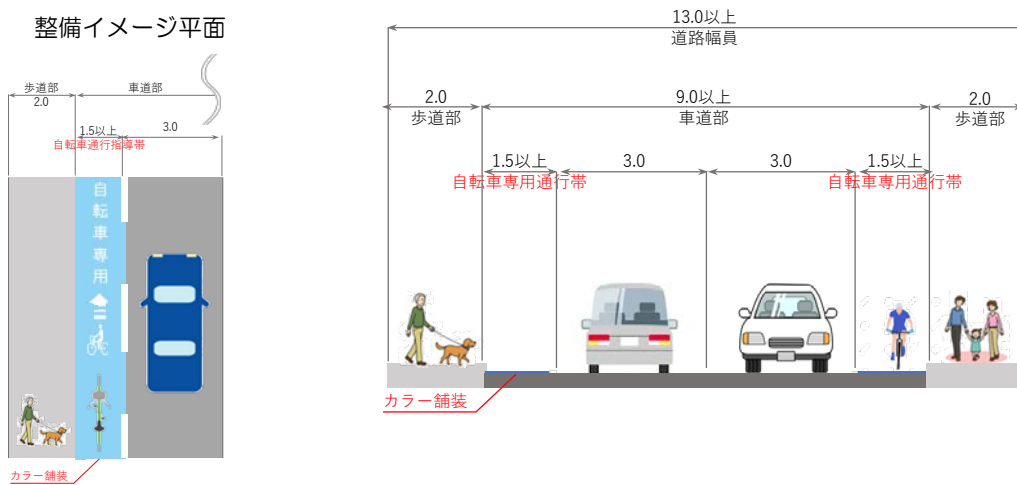 整備イメージ平面
歩道部
2.0
車道部
1.5以上
3.0
自転車通行指導帯
自転車専用
カラー舗装
13.0以上
道路幅員
2.0
歩道部
9.0以上
車道部
2.0
歩道部
1.5以上
3.0
3.0
1.5以上
自転車専用通行帯
自転車専用通行帯
カラー舗装